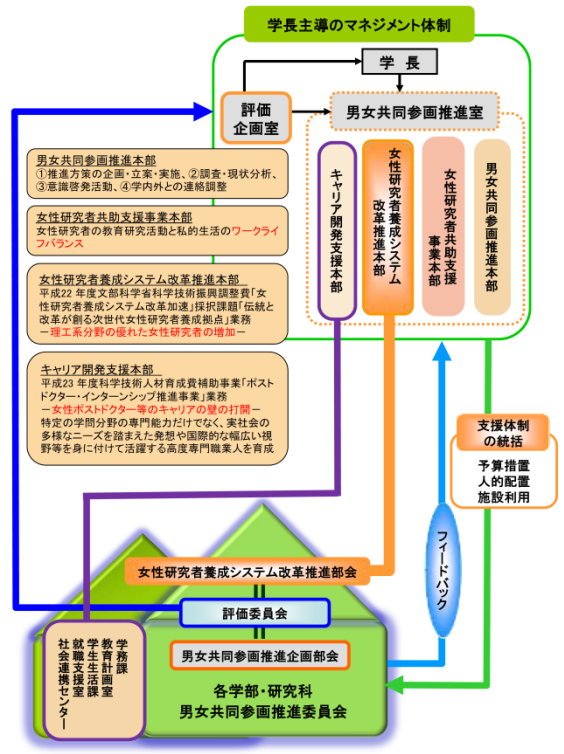 学長主導のマネジメント体制
学 長
評価
企画室
男女共同参画推進室
キャリア開発支援本部
女性研究者養成システム
改革推進本部
女性研究者共助支援
事業本部
男女共同参画推進本部
男女共同参画推進本部
①推進方策の企画・立案・実施、②調査・現状分析、
③意識啓発活動、④学内外との連絡調整
女性研究者共助支援事業本部
女性研究者の教育研究活動と私的生活のワークライ
フバランス
女性研究者養成システム改革推進本部
平成22年度文部科学省科学技術振興調整費「女
性研究者養成システム改革加速」採択課題「伝統と
改革が創る次世代女性研究者養成拠点」業務
－理工系分野の優れた女性研究者の増加－
キャリア開発支援本部
平成23年度科学技術人材育成費補助事業「ポスト
ドクター・インターンシップ推進事業」業務
－女性ポストドクター等のキャリアの壁の打開－
特定の学問分野の専門能力だけでなく、実社会の
多様なニーズを踏まえた発想や国際的な幅広い視
野等を身に付けて活躍する高度専門職業人を育成
支援体制
の統括
予算措置
人的配置
施設利用
フィードバック
女性研究者養成システム改革推進部会
評価委員会
男女共同参画推進企画部会
各学部・研究科
男女共同参画推進委員会
学務課
教育計画室
学生生活課
就職支援室
社会連携センター